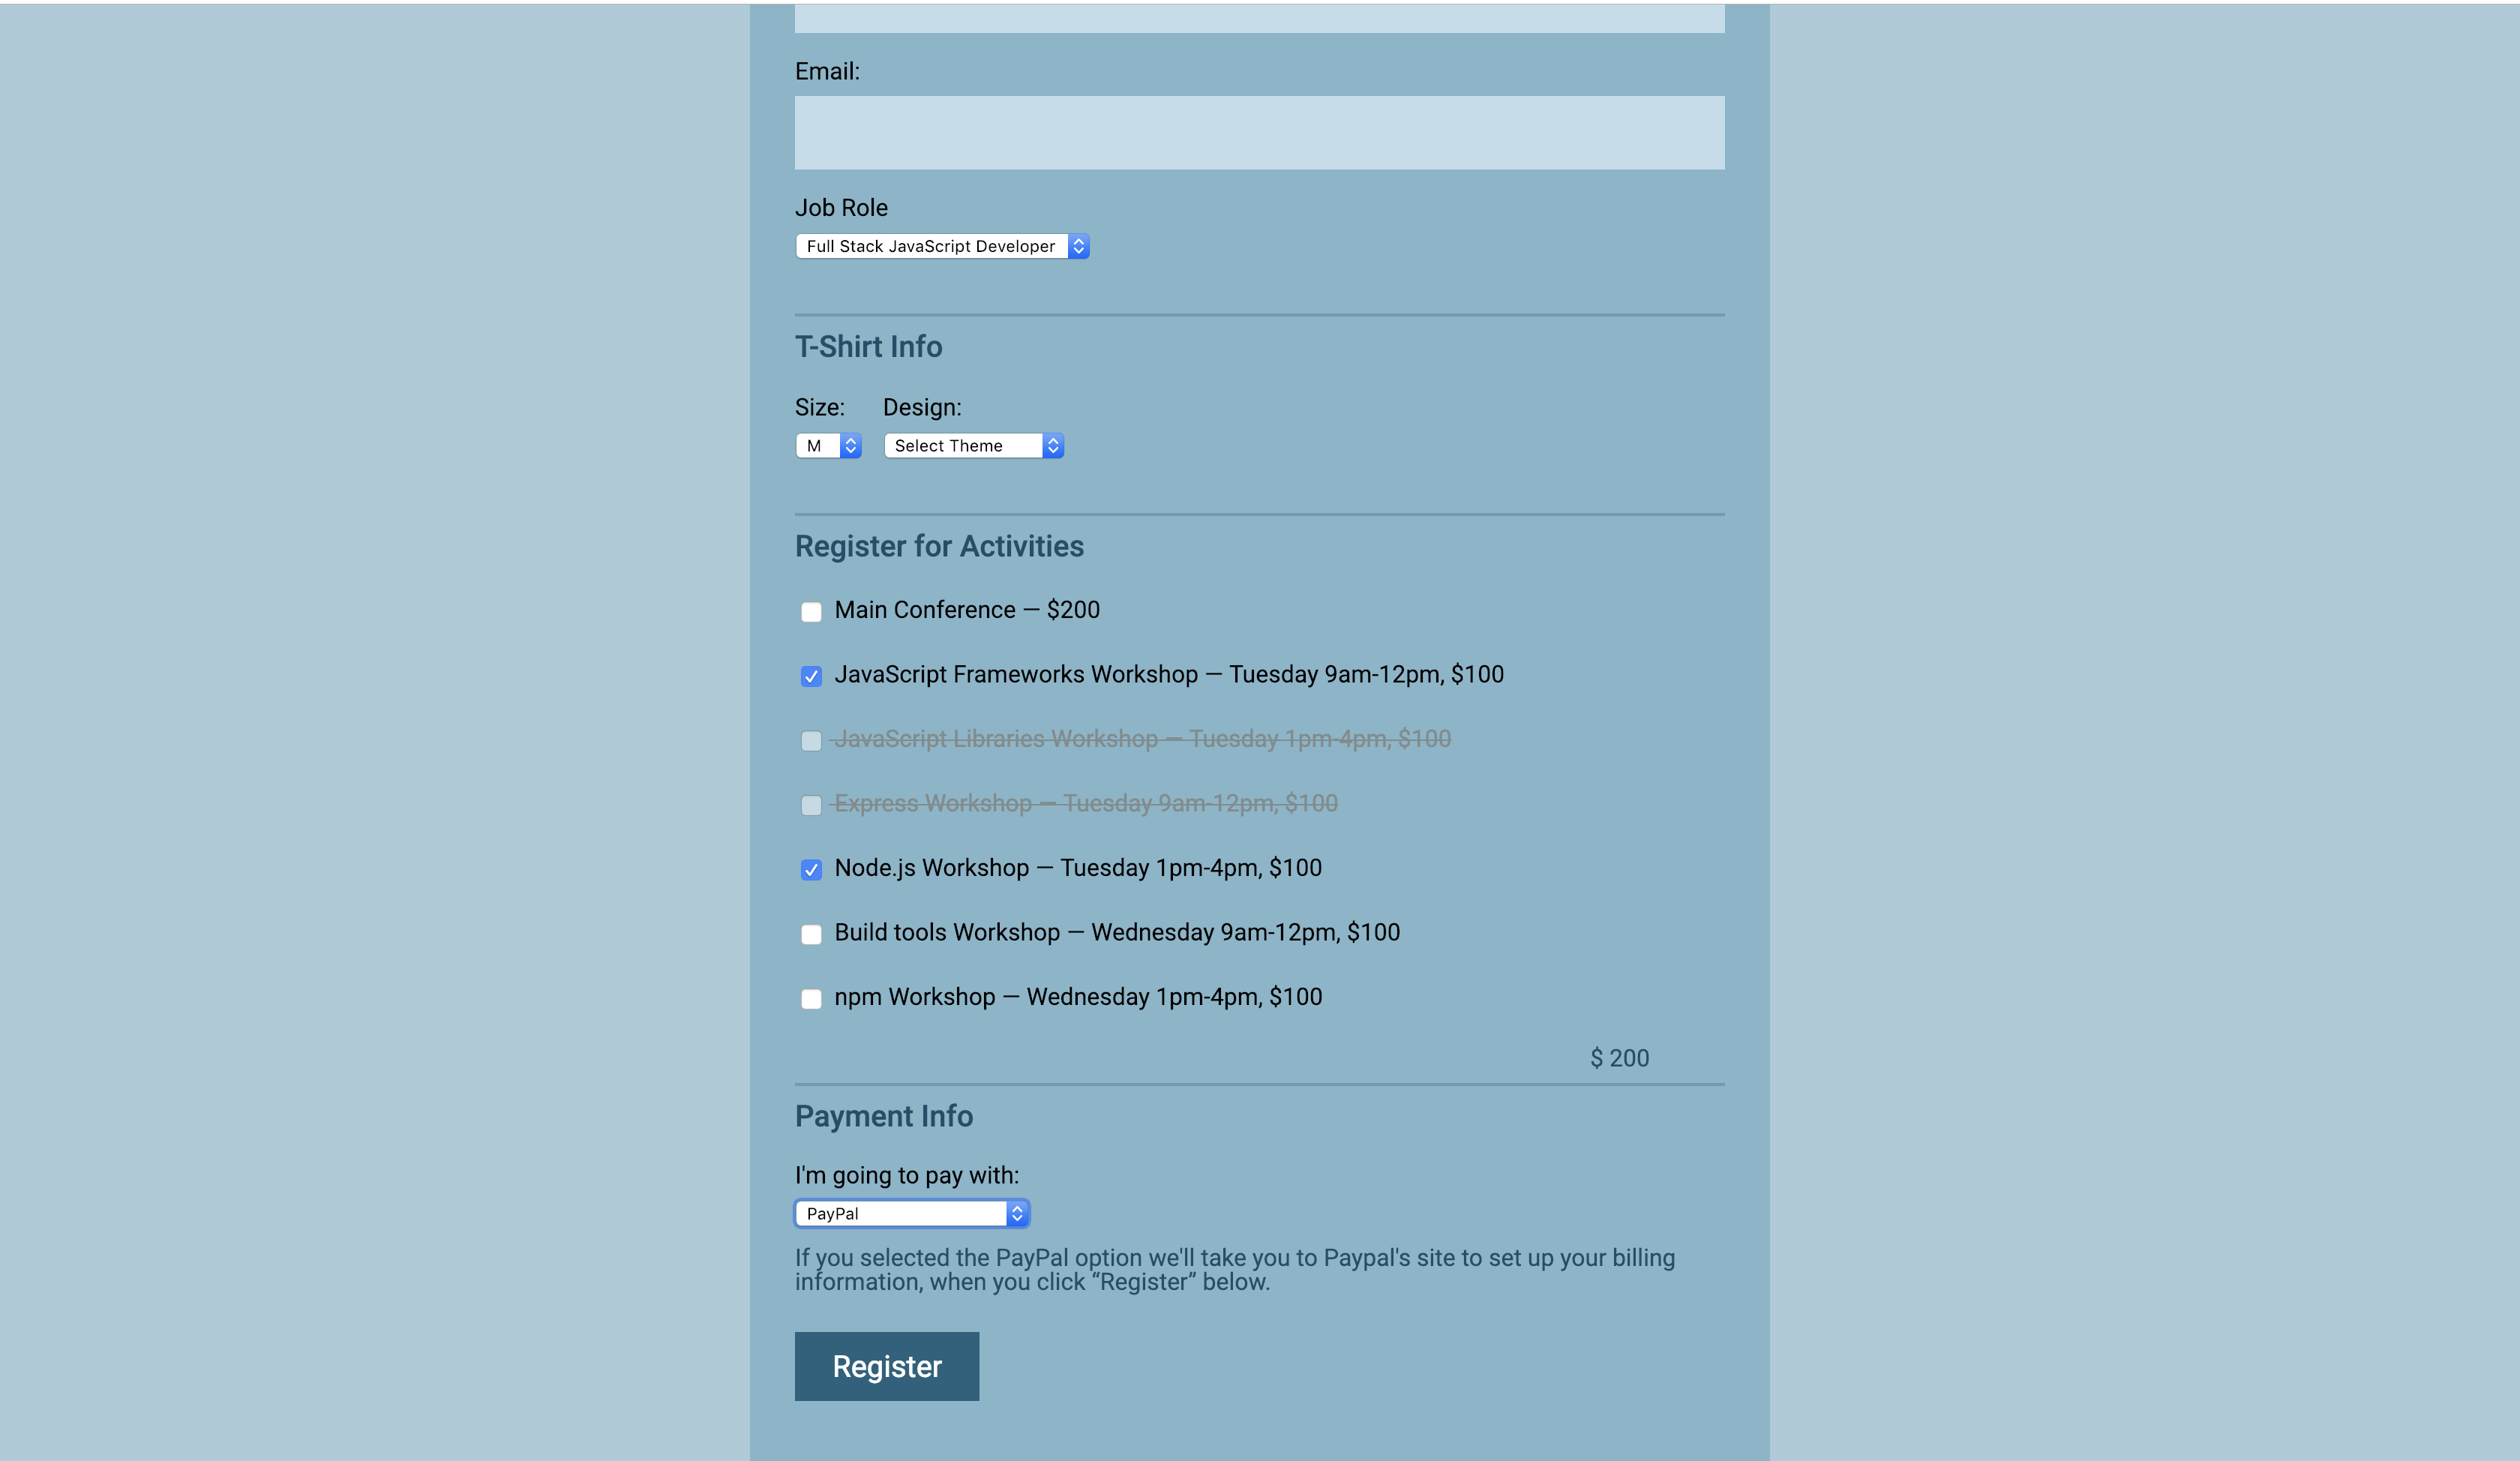 Email:
Job Role
Full Stack JavaScript Developer
T-Shirt Info
Size: Design:
M Select Theme
Register for Activities
Main Conference — $200
JavaScript Frameworks Workshop — Tuesday 9am-12pm, $100
JavaScript Libraries Workshop — Tuesday 1pm-4pm, $100
Express Workshop — Tuesday 9am-12pm, $100
Node.js Workshop — Tuesday 1pm-4pm, $100
Build tools Workshop — Wednesday 9am-12pm, $100
npm Workshop — Wednesday 1pm-4pm, $100
$ 200
Payment Info
I'm going to pay with:
PayPal
If you selected the PayPal option we'll take you to Paypal's site to set up your billing
information, when you click “Register” below.
Register